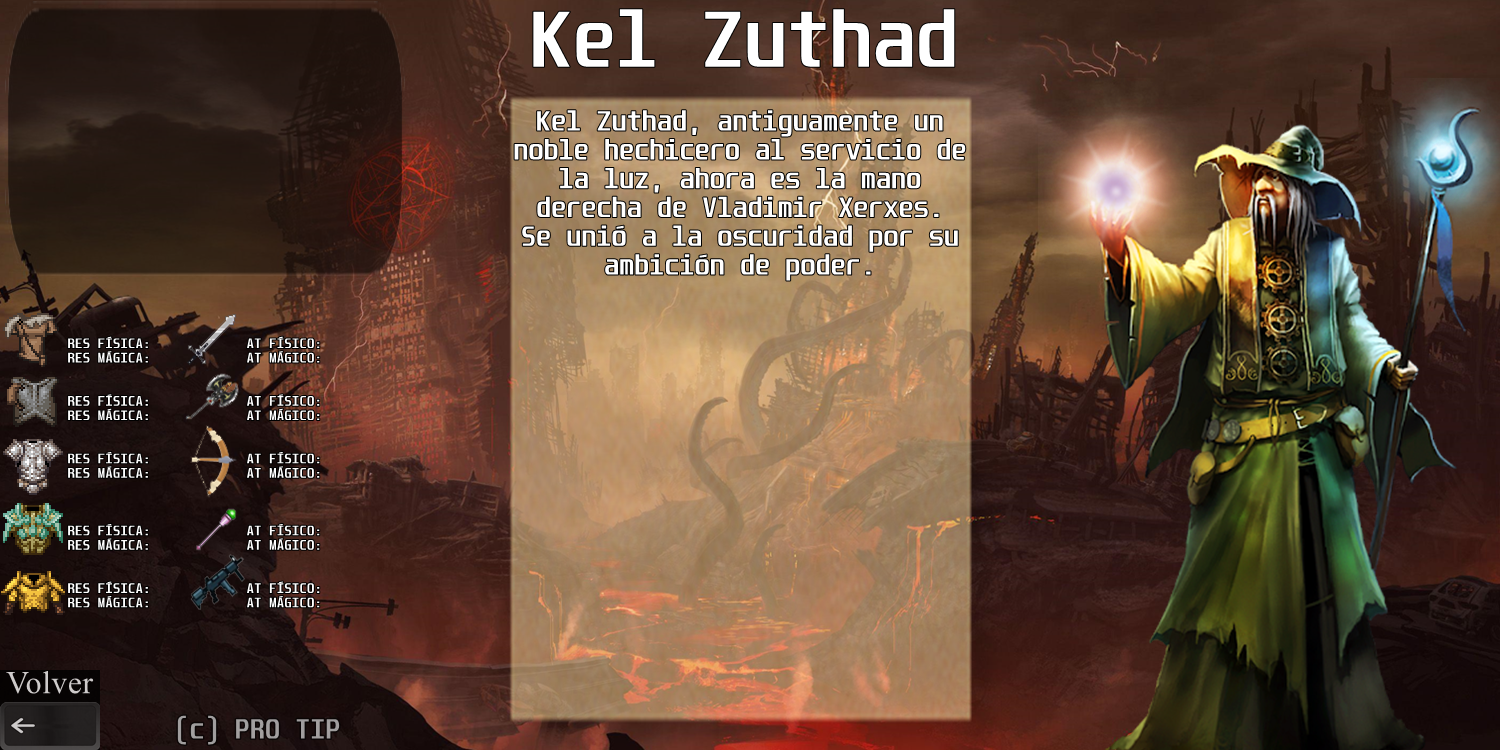 Kel Zuthad
Kel Zuthad, antiguamente un
noble hechicero al servicio de
la luz, ahora es la mano
derecha de Vladimir Xerxes.
Se unió a la oscuridad por su
ambición de poder.
RES FÍSICA:
RES MÁGICA:
AT FÍSICO:
AT MÁGICO:
RES FÍSICA:
RES MÁGICA:
AT FÍSICO:
AT MÁGICO:
RES FÍSICA:
RES MÁGICA:
AT FÍSICO:
AT MÁGICO:
RES FÍSICA:
RES MÁGICA:
AT FÍSICO:
AT MÁGICO:
RES FÍSICA:
RES MÁGICA:
AT FÍSICO:
AT MÁGICO:
Volver
(c) PRO TIP